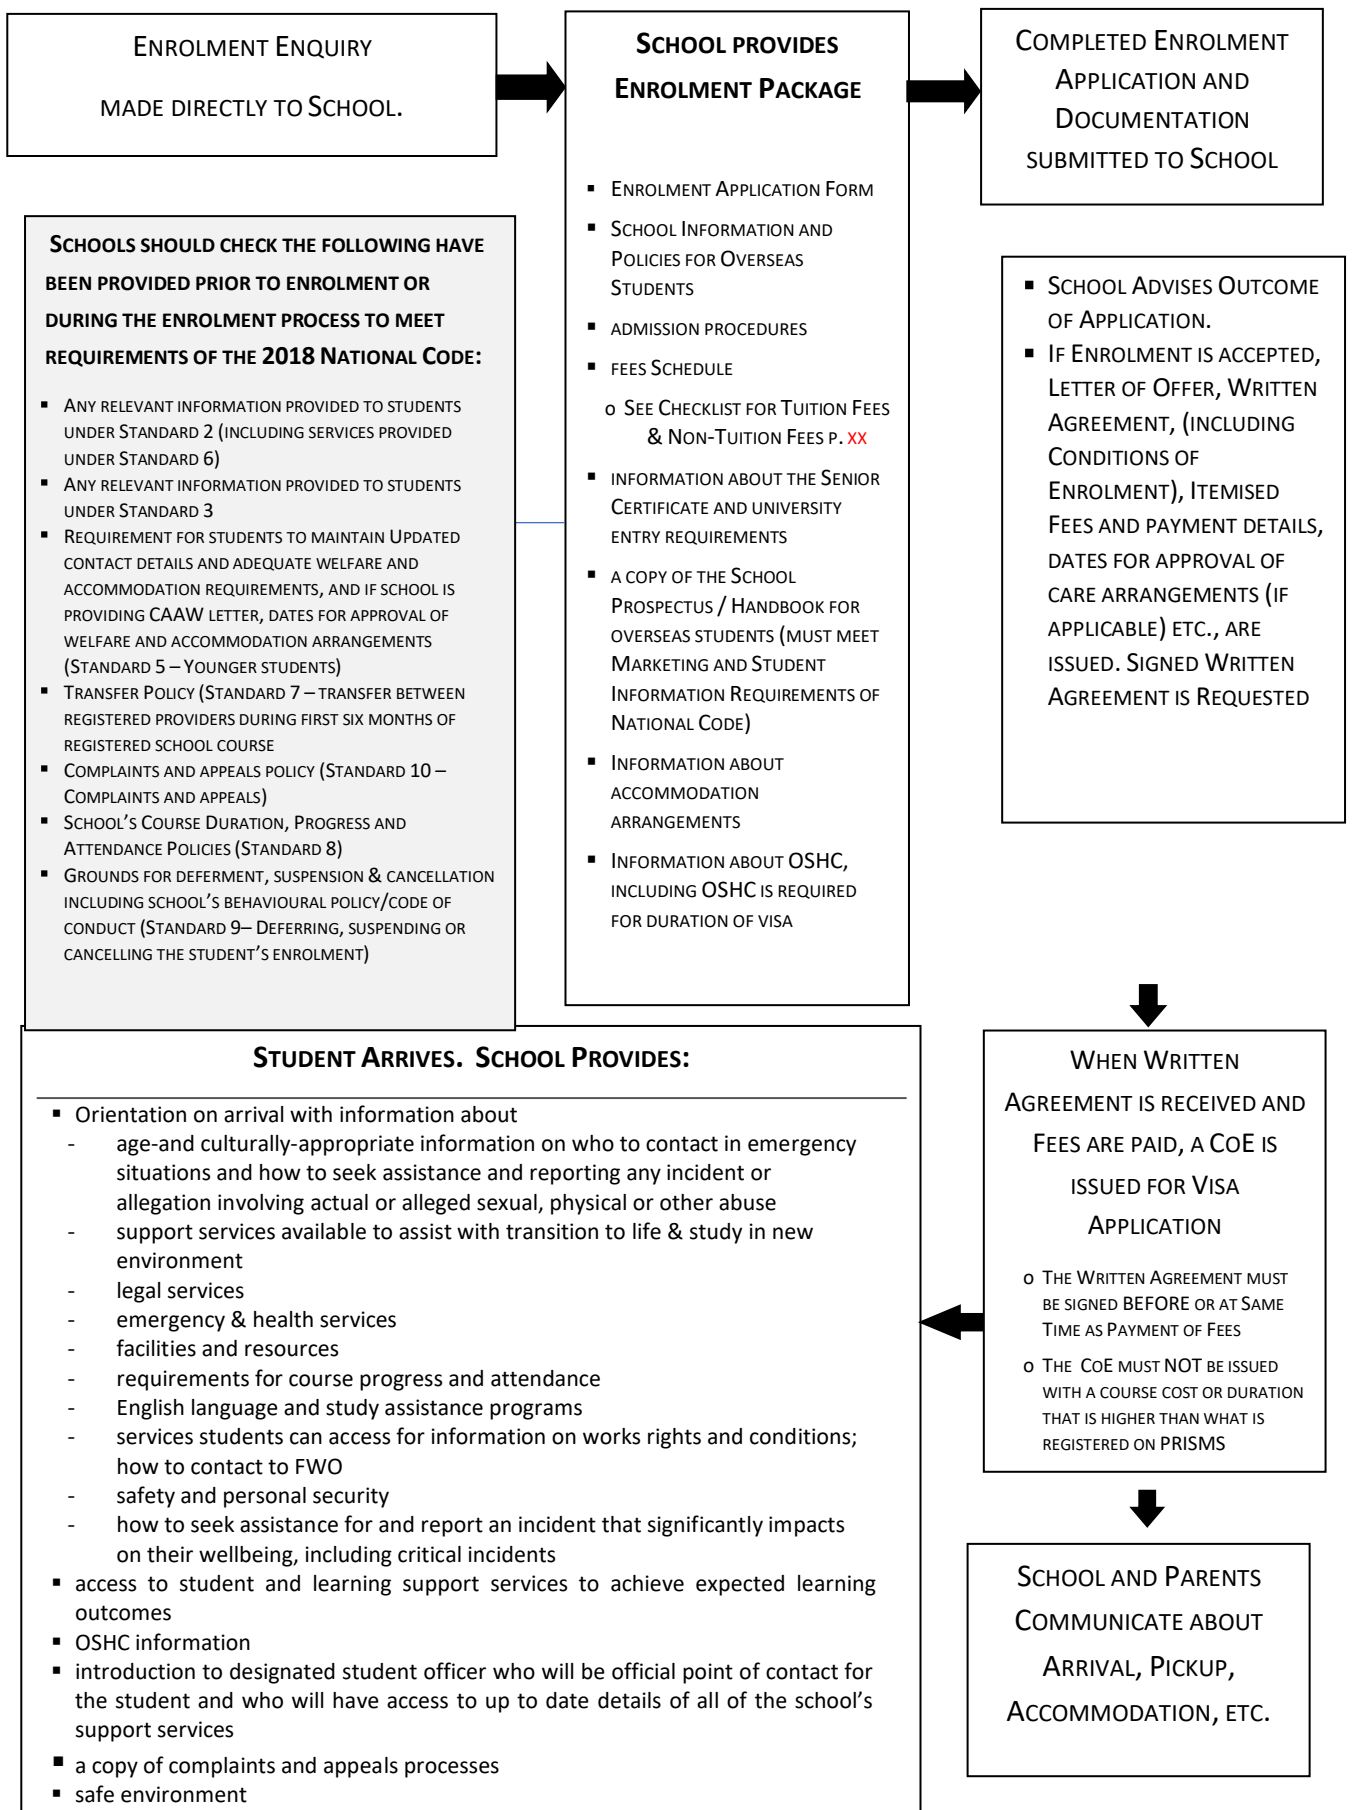 ENROLMENT ENQUIRY
MADE DIRECTLY TO SCHOOL.
SCHOOL PROVIDES
ENROLMENT PACKAGE
▪ ENROLMENT APPLICATION FORM
▪ SCHOOL INFORMATION AND
POLICIES FOR OVERSEAS
STUDENTS
▪ ADMISSION PROCEDURES
▪ FEES SCHEDULE
o SEE CHECKLIST FOR TUITION FEES
& NON-TUITION FEES P. XX
▪ INFORMATION ABOUT THE SENIOR
CERTIFICATE AND UNIVERSITY
ENTRY REQUIREMENTS
▪ A COPY OF THE SCHOOL
PROSPECTUS / HANDBOOK FOR
OVERSEAS STUDENTS (MUST MEET
MARKETING AND STUDENT
INFORMATION REQUIREMENTS OF
NATIONAL CODE)
▪ INFORMATION ABOUT
ACCOMMODATION
ARRANGEMENTS
▪ INFORMATION ABOUT OSHC,
INCLUDING OSHC IS REQUIRED
FOR DURATION OF VISA
COMPLETED ENROLMENT
APPLICATION AND
DOCUMENTATION
SUBMITTED TO SCHOOL
SCHOOLS SHOULD CHECK THE FOLLOWING HAVE
BEEN PROVIDED PRIOR TO ENROLMENT OR
DURING THE ENROLMENT PROCESS TO MEET
REQUIREMENTS OF THE 2018 NATIONAL CODE:
▪ ANY RELEVANT INFORMATION PROVIDED TO STUDENTS
UNDER STANDARD 2 (INCLUDING SERVICES PROVIDED
UNDER STANDARD 6)
▪ ANY RELEVANT INFORMATION PROVIDED TO STUDENTS
UNDER STANDARD 3
▪ REQUIREMENT FOR STUDENTS TO MAINTAIN UPDATED
CONTACT DETAILS AND ADEQUATE WELFARE AND
ACCOMMODATION REQUIREMENTS, AND IF SCHOOL IS
PROVIDING CAAW LETTER, DATES FOR APPROVAL OF
WELFARE AND ACCOMMODATION ARRANGEMENTS
(STANDARD 5 – YOUNGER STUDENTS)
▪ TRANSFER POLICY (STANDARD 7 – TRANSFER BETWEEN
REGISTERED PROVIDERS DURING FIRST SIX MONTHS OF
REGISTERED SCHOOL COURSE
▪ COMPLAINTS AND APPEALS POLICY (STANDARD 10 –
COMPLAINTS AND APPEALS)
▪ SCHOOL'S COURSE DURATION, PROGRESS AND
ATTENDANCE POLICIES (STANDARD 8)
▪ GROUNDS FOR DEFERMENT, SUSPENSION & CANCELLATION
INCLUDING SCHOOL'S BEHAVIOURAL POLICY/CODE OF
CONDUCT (STANDARD 9– DEFERRING, SUSPENDING OR
CANCELLING THE STUDENT'S ENROLMENT)
▪ SCHOOL ADVISES OUTCOME
OF APPLICATION.
▪ IF ENROLMENT IS ACCEPTED,
LETTER OF OFFER, WRITTEN
AGREEMENT, (INCLUDING
CONDITIONS OF
ENROLMENT), ITEMISED
FEES AND PAYMENT DETAILS,
DATES FOR APPROVAL OF
CARE ARRANGEMENTS (IF
APPLICABLE) ETC., ARE
ISSUED. SIGNED WRITTEN
AGREEMENT IS REQUESTED
WHEN WRITTEN
AGREEMENT IS RECEIVED AND
FEES ARE PAID, A COE IS
ISSUED FOR VISA
APPLICATION
o THE WRITTEN AGREEMENT MUST
BE SIGNED BEFORE OR AT SAME
TIME AS PAYMENT OF FEES
o THE COE MUST NOT BE ISSUED
WITH A COURSE COST OR DURATION
THAT IS HIGHER THAN WHAT IS
REGISTERED ON PRISMS
SCHOOL AND PARENTS
COMMUNICATE ABOUT
ARRIVAL, PICKUP,
ACCOMMODATION, ETC.
STUDENT ARRIVES. SCHOOL PROVIDES:
▪ Orientation on arrival with information about
- age-and culturally-appropriate information on who to contact in emergency
situations and how to seek assistance and reporting any incident or
allegation involving actual or alleged sexual, physical or other abuse
- support services available to assist with transition to life & study in new
environment
- legal services
- emergency & health services
- facilities and resources
- requirements for course progress and attendance
- English language and study assistance programs
- services students can access for information on works rights and conditions;
how to contact to FWO
- safety and personal security
- how to seek assistance for and report an incident that significantly impacts
on their wellbeing, including critical incidents
▪ access to student and learning support services to achieve expected learning
outcomes
▪ OSHC information
▪ introduction to designated student officer who will be official point of contact for
the student and who will have access to up to date details of all of the school's
support services
▪ a copy of complaints and appeals processes
▪ safe environment